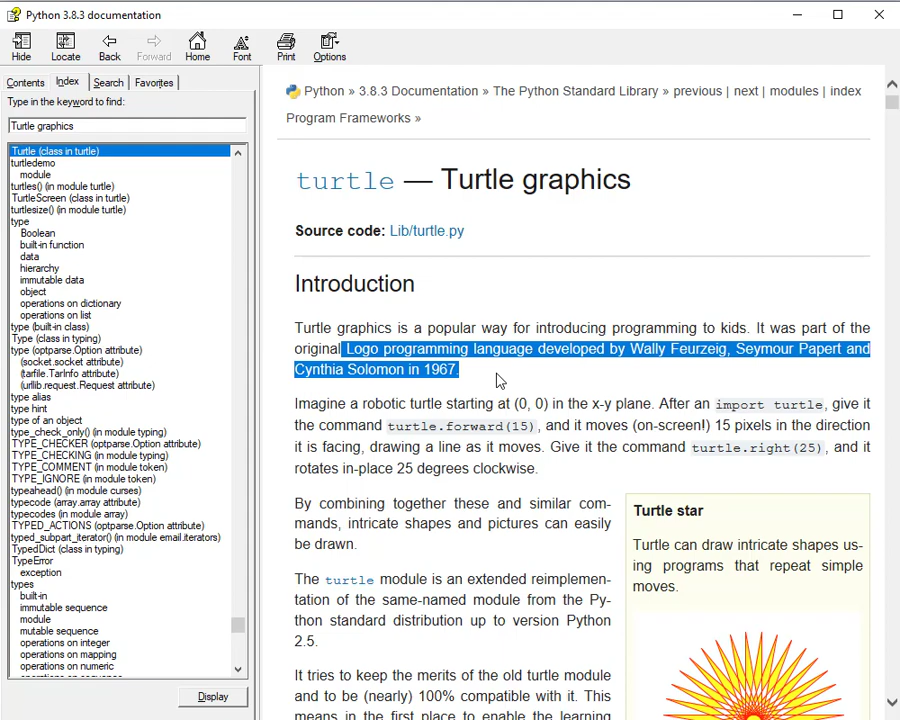 Python 3.8.3 documentation
Hide Locate Back Forward Home Font Print Options
Contents Index Search Favorites
Type in the keyword to find:
Turtle graphics
Turtle (class in turtle)
turtledemo
module
turtles() (in module turtle)
TurtleScreen (class in turtle)
turtlesize() (in module turtle)
type
Boolean
built-in function
data
hierarchy
immutable data
object
operations on dictionary
operations on list
type (built-in class)
Type (class in typing)
type (optparse.Option attribute)
(socket.socket attribute)
(tarfile.TarInfo attribute)
(urllib.request.Request attribute)
type alias
type hint
type of an object
type_check_only() (in module typing)
TYPE_CHECKER (optparse.Option attribute)
TYPE_CHECKING (in module typing)
TYPE_COMMENT (in module token)
TYPE_IGNORE (in module token)
typeahead() (in module curses)
typecode (array.array attribute)
typecodes (in module array)
TYPED_ACTIONS (optparse.Option attribute)
typed_subpart_iterator() (in module email.iterators)
TypedDict (class in typing)
TypeError
exception
types
built-in
immutable sequence
module
mutable sequence
operations on integer
operations on mapping
operations on numeric
operations on sequence
Display
Python » 3.8.3 Documentation » The Python Standard Library » previous | next | modules | index
Program Frameworks »
turtle — Turtle graphics
Source code: Lib/turtle.py
Introduction
Turtle graphics is a popular way for introducing programming to kids. It was part of the
original Logo programming language developed by Wally Feurzeig, Seymour Papert and
Cynthia Solomon in 1967.
Imagine a robotic turtle starting at (0, 0) in the x-y plane. After an import turtle, give it
the command turtle.forward(15), and it moves (on-screen!) 15 pixels in the direction
it is facing, drawing a line as it moves. Give it the command turtle.right(25), and it
rotates in-place 25 degrees clockwise.
By combining together these and similar com-
mands, intricate shapes and pictures can easily
be drawn.
The turtle module is an extended reimplemen-
tation of the same-named module from the Py-
thon standard distribution up to version Python
2.5.
It tries to keep the merits of the old turtle module
and to be (nearly) 100% compatible with it. This
means in the first place to enable the learning
Turtle star
Turtle can draw intricate shapes us-
ing programs that repeat simple
moves.